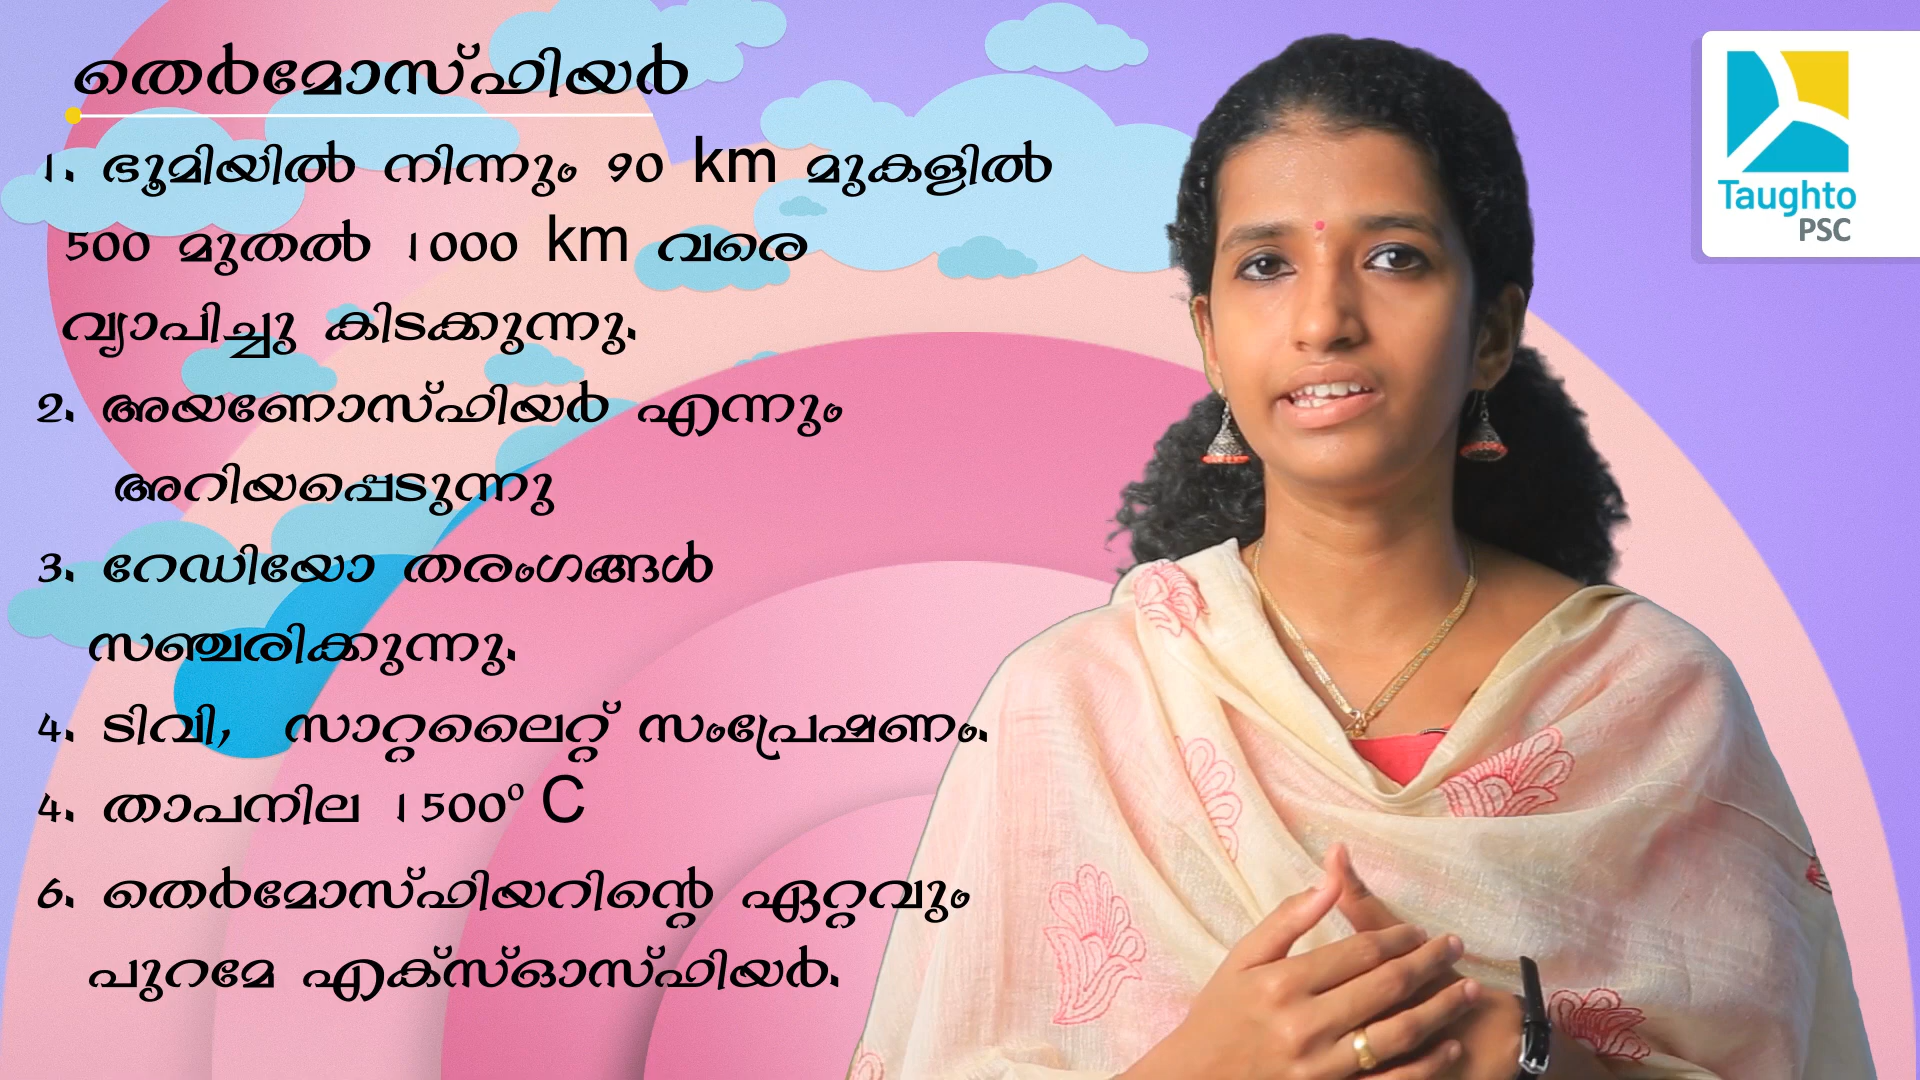 തെർമോസ്ഫിയർ
1. ഭൂമിയിൽ നിന്നും 90 km മുകളിൽ
500 മുതൽ 1000 km വരെ
വ്യാപിച്ചു കിടക്കുന്നു.
2. അയണോസ്ഫിയർ എന്നും
അറിയപ്പെടുന്നു
3. റേഡിയോ തരംഗങ്ങൾ
സഞ്ചരിക്കുന്നു.
4. ടിവി, സാറ്റലൈറ്റ് സംപ്രേഷണം.
4. താപനില 1500⁰ C
6. തെർമോസ്ഫിയറിന്റെ ഏറ്റവും
പുറമേ എക്സ്ഓസ്ഫിയർ.
Taughto
PSC